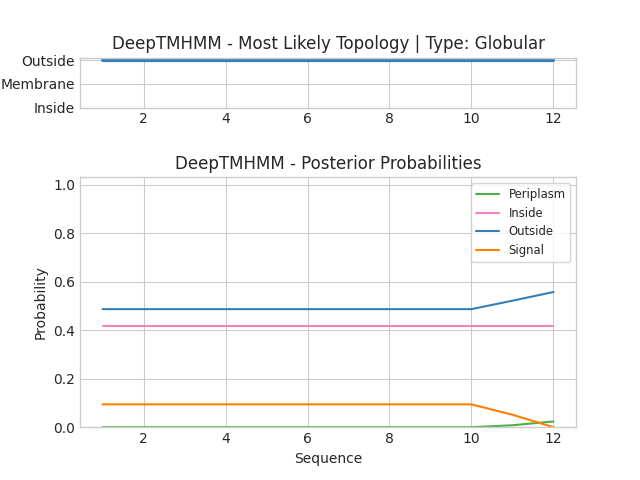 DeepTMHMM - Most Likely Topology | Type: Globular
Outside
Membrane
Inside
2 4 6 8 10 12
DeepTMHMM - Posterior Probabilities
1.0
0.8
0.6
0.4
0.2
0.0
Probability
Periplasm
Inside
Outside
Signal
2 4 6 8 10 12
Sequence